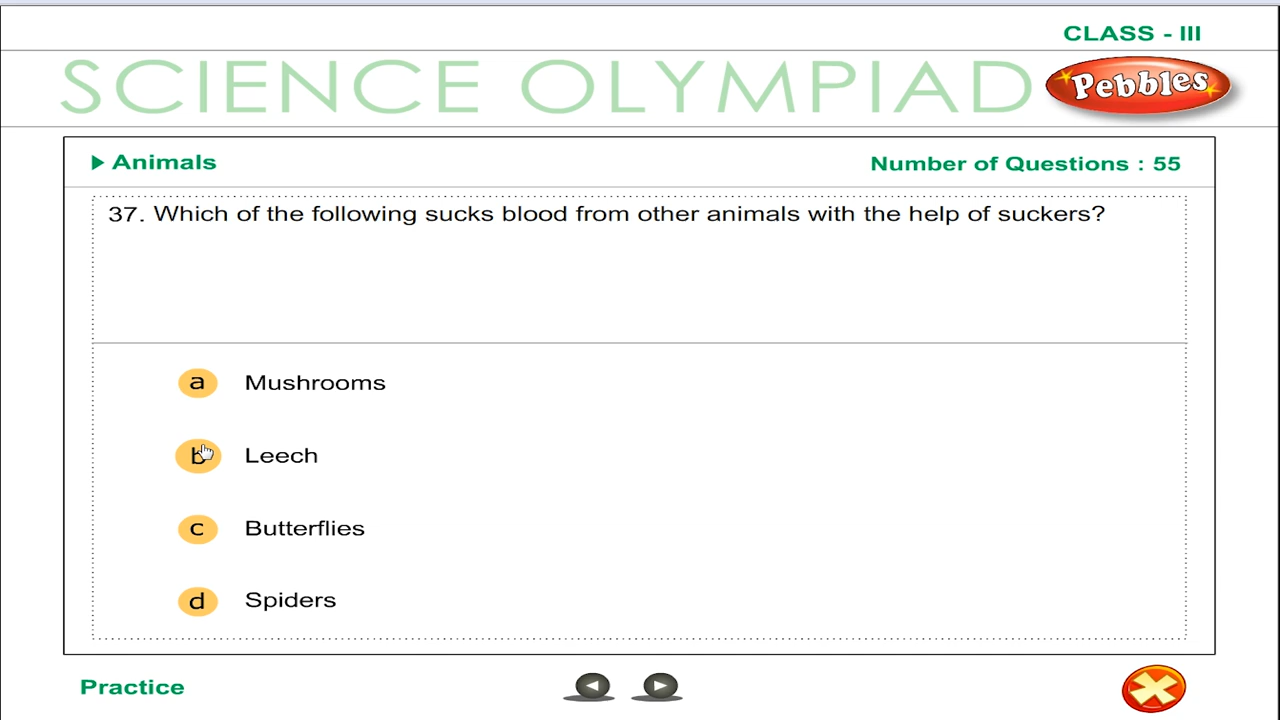 CLASS - III
SCIENCE OLYMPIAD
Pebbles
Animals
Number of Questions : 55
37. Which of the following sucks blood from other animals with the help of suckers?
a Mushrooms
b Leech
c Butterflies
d Spiders
Practice